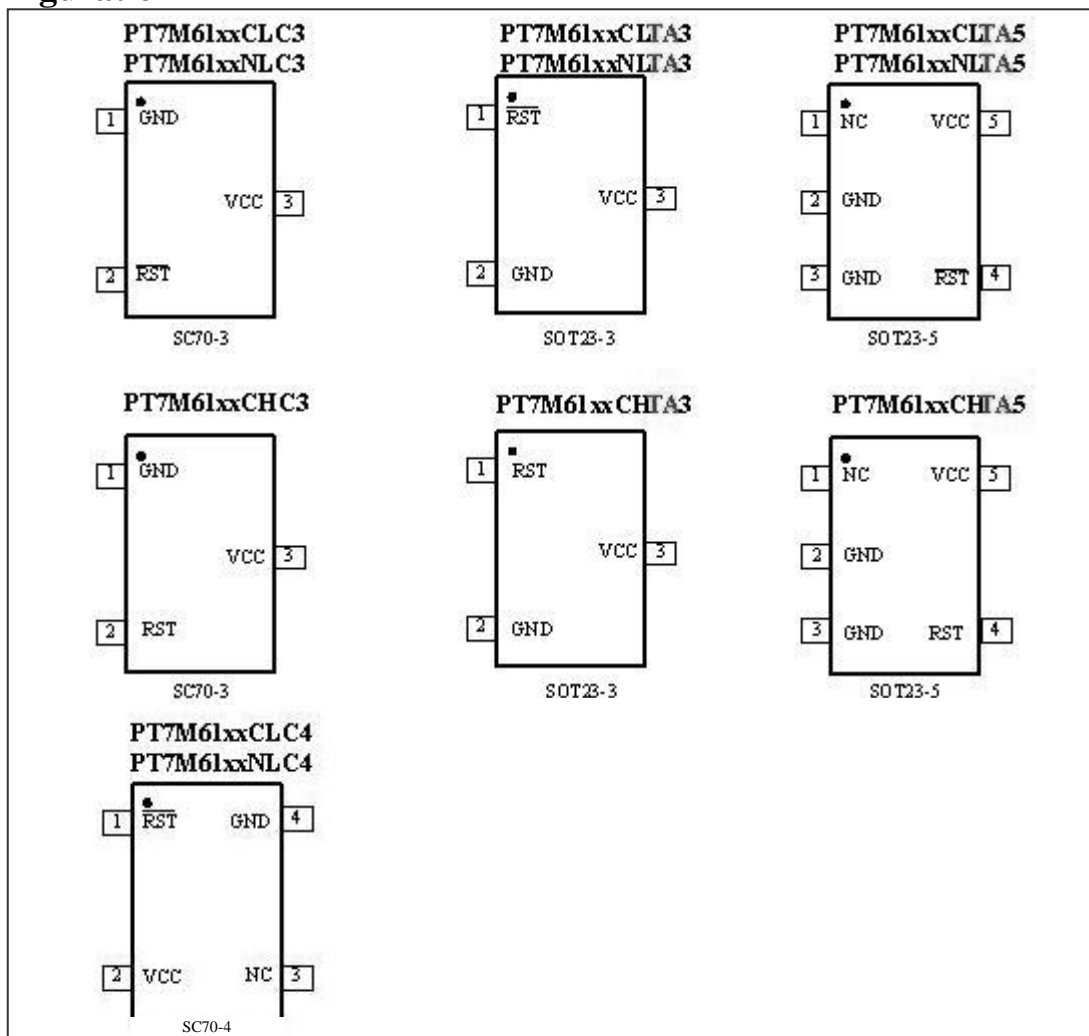 PT7M61xxCLC3
PT7M61xxNLC3
1 GND
VCC 3
2 RST
SC70-3
PT7M61xxCLTA3
PT7M61xxNLTA3
1 RST
VCC 3
2 GND
SOT23-3
PT7M61xxCLTA5
PT7M61xxNLTA5
1 NC VCC 5
2 GND
3 GND RST 4
SOT23-5
PT7M61xxCHC3
1 GND
VCC 3
2 RST
SC70-3
PT7M61xxCHTA3
1 RST
VCC 3
2 GND
SOT23-3
PT7M61xxCHTA5
1 NC VCC 5
2 GND
3 GND RST 4
SOT23-5
PT7M61xxCLC4
PT7M61xxNLC4
1 RST GND 4
2 VCC NC 3
SC70-4